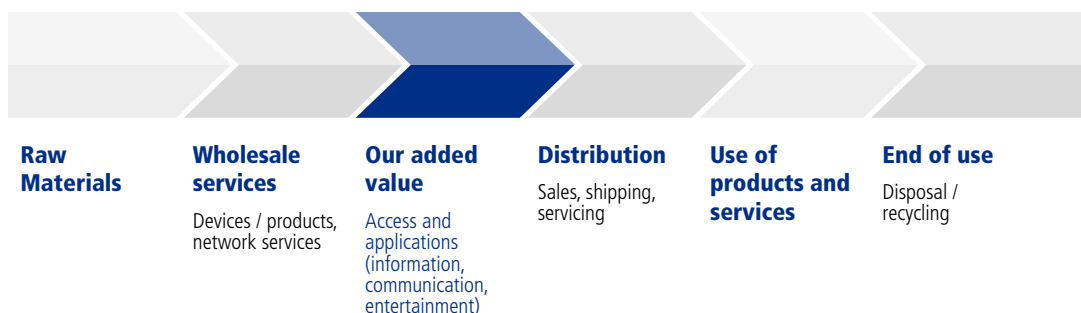 Raw
Materials
Wholesale
services
Devices / products,
network services
Our added
value
Access and
applications
(information,
communication,
entertainment)
Distribution
Sales, shipping,
servicing
Use of
products and
services
End of use
Disposal /
recycling